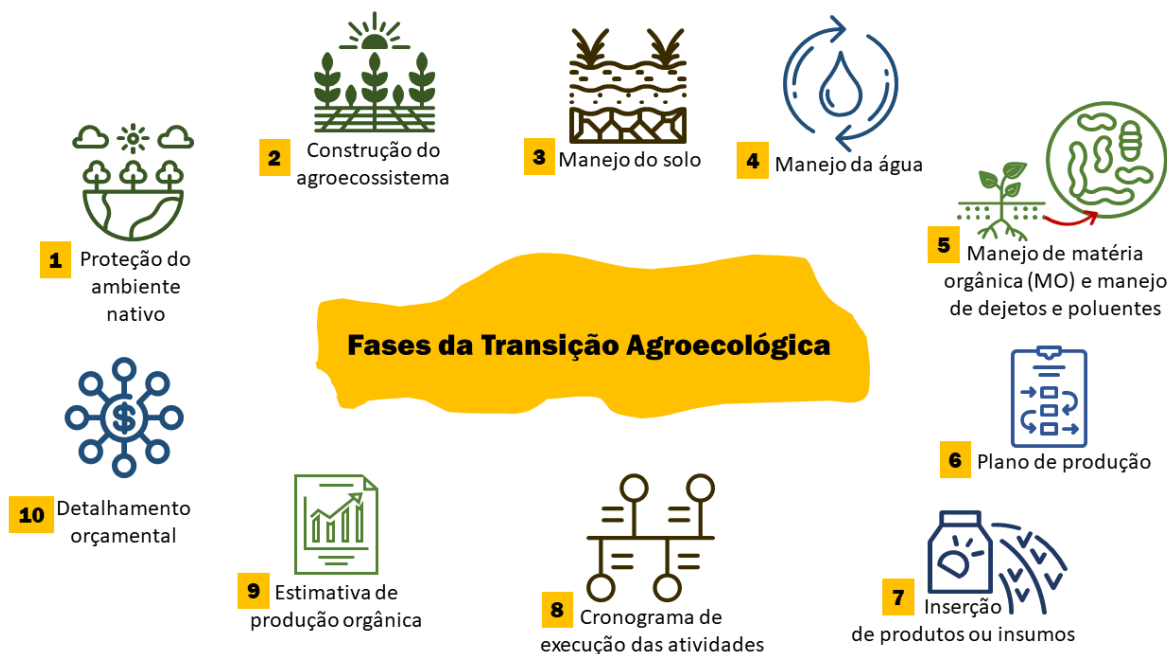 Fases da Transição Agroecológica
1 Proteção do
ambiente
nativo
2 Construção do
agroecossistema
3 Manejo do solo
4 Manejo da água
5 Manejo de matéria
orgânica (MO) e manejo
de dejetos e poluentes
6 Plano de produção
7 Inserção
de produtos ou insumos
8 Cronograma de
execução das atividades
9 Estimativa de
produção orgânica
10 Detalhamento
orçamental
$